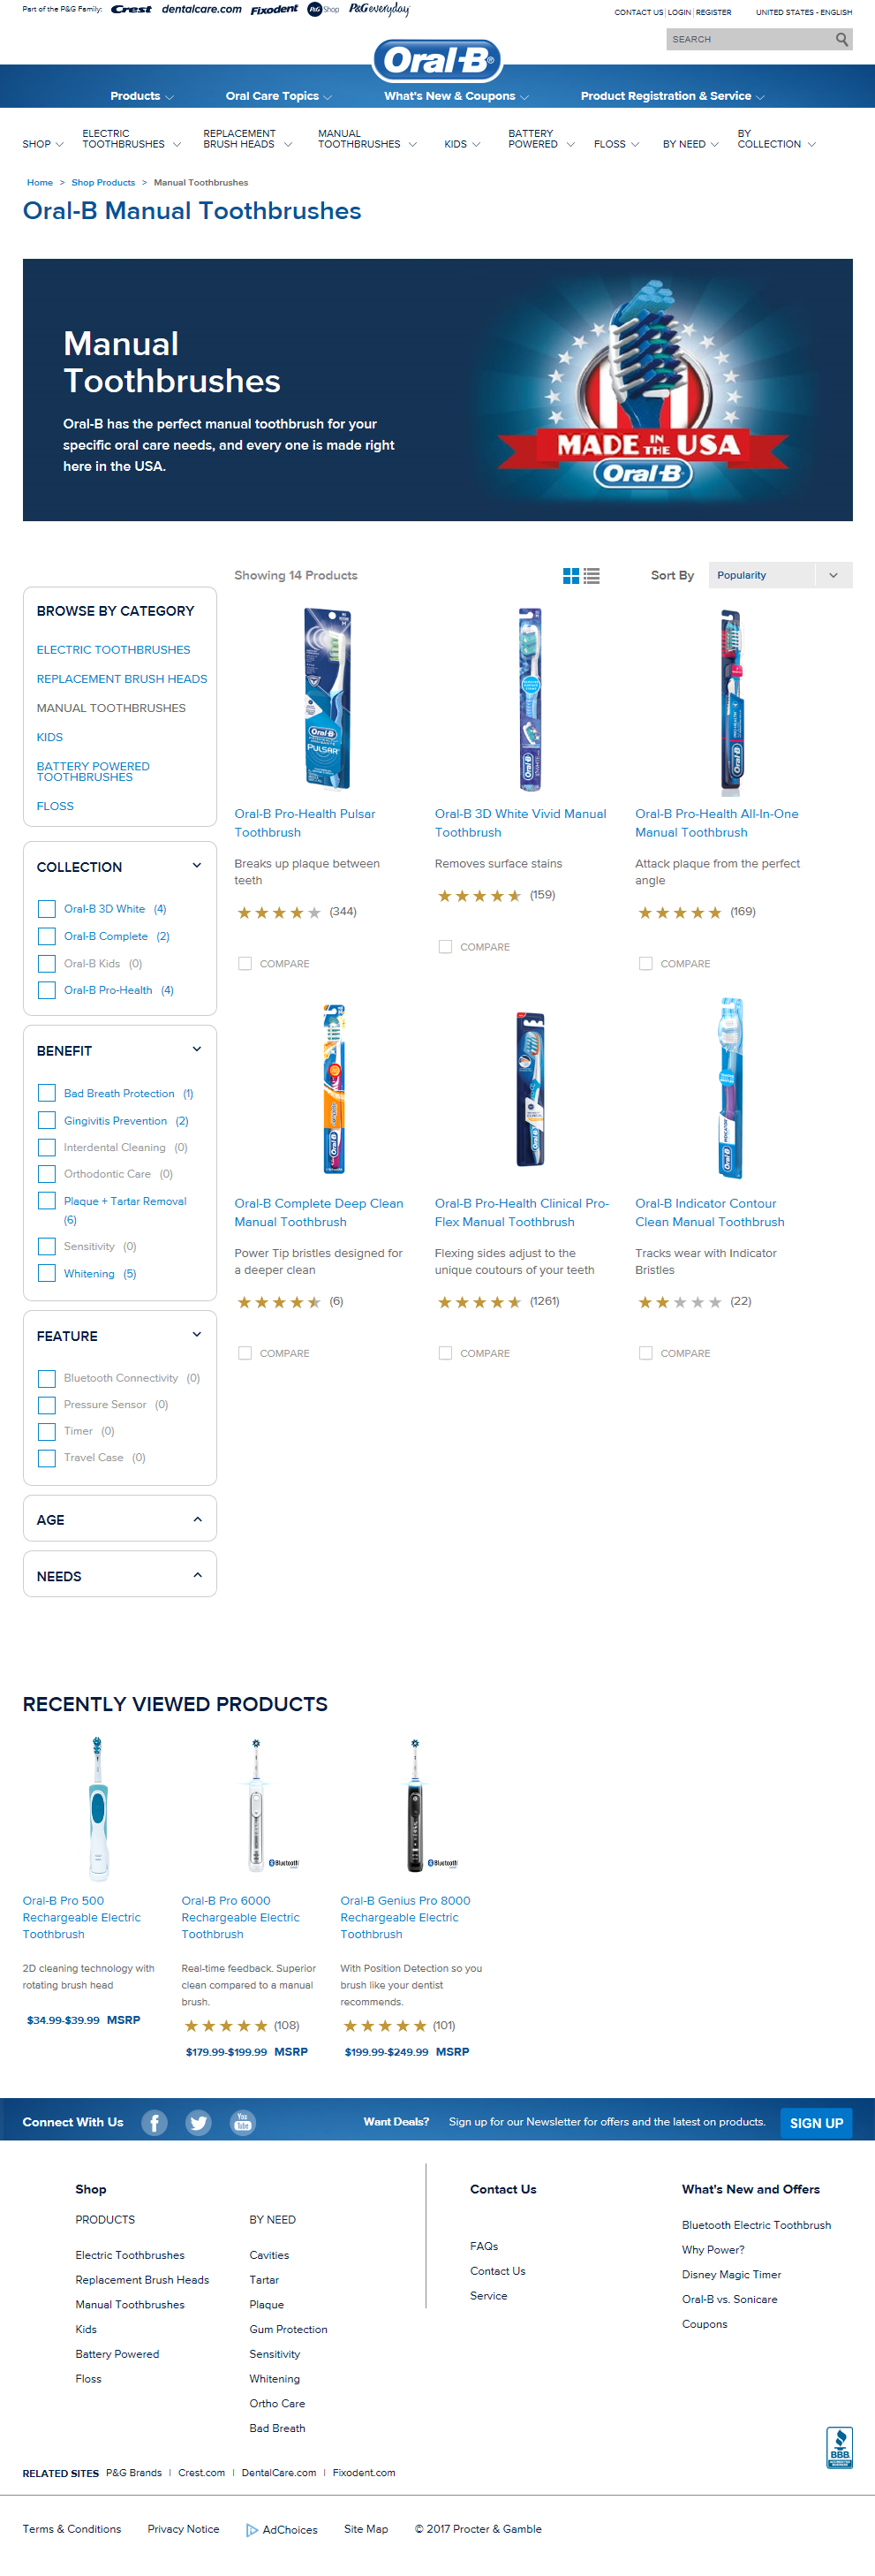 Part of the P&G Family: Crest dentalcare.com Fixodent P&G Shop P&G everyday
CONTACT US | LOGIN | REGISTER UNITED STATES - ENGLISH
SEARCH
Oral-B®
Products Oral Care Topics What's New & Coupons Product Registration & Service
SHOP ELECTRIC TOOTHBRUSHES REPLACEMENT BRUSH HEADS MANUAL TOOTHBRUSHES KIDS BATTERY POWERED FLOSS BY NEED BY COLLECTION
Home > Shop Products > Manual Toothbrushes
Oral-B Manual Toothbrushes
Manual
Toothbrushes
Oral-B has the perfect manual toothbrush for your
specific oral care needs, and every one is made right
here in the USA.
MADE IN THE USA
Oral-B
Showing 14 Products
Sort By Popularity
BROWSE BY CATEGORY
ELECTRIC TOOTHBRUSHES
REPLACEMENT BRUSH HEADS
MANUAL TOOTHBRUSHES
KIDS
BATTERY POWERED
TOOTHBRUSHES
FLOSS
COLLECTION
Oral-B 3D White (4)
Oral-B Complete (2)
Oral-B Kids (0)
Oral-B Pro-Health (4)
BENEFIT
Bad Breath Protection (1)
Gingivitis Prevention (2)
Interdental Cleaning (0)
Orthodontic Care (0)
Plaque + Tartar Removal
(6)
Sensitivity (0)
Whitening (5)
FEATURE
Bluetooth Connectivity (0)
Pressure Sensor (0)
Timer (0)
Travel Case (0)
AGE
NEEDS
Oral-B
PULSAR
Oral-B Pro-Health Pulsar
Toothbrush
Breaks up plaque between
teeth
(344)
COMPARE
Oral-B
Oral-B 3D White Vivid Manual
Toothbrush
Removes surface stains
(159)
COMPARE
Oral-B
Oral-B Pro-Health All-In-One
Manual Toothbrush
Attack plaque from the perfect
angle
(169)
COMPARE
Oral-B
Oral-B Complete Deep Clean
Manual Toothbrush
Power Tip bristles designed for
a deeper clean
(6)
COMPARE
Oral-B
Oral-B Pro-Health Clinical Pro-
Flex Manual Toothbrush
Flexing sides adjust to the
unique coutours of your teeth
(1261)
COMPARE
INDICATOR
Oral-B
Oral-B Indicator Contour
Clean Manual Toothbrush
Tracks wear with Indicator
Bristles
(22)
COMPARE
RECENTLY VIEWED PRODUCTS
Oral-B Pro 500
Rechargeable Electric
Toothbrush
2D cleaning technology with
rotating brush head
$34.99-$39.99 MSRP
Bluetooth
Oral-B Pro 6000
Rechargeable Electric
Toothbrush
Real-time feedback. Superior
clean compared to a manual
brush.
(108)
$179.99-$199.99 MSRP
Bluetooth
Oral-B Genius Pro 8000
Rechargeable Electric
Toothbrush
With Position Detection so you
brush like your dentist
recommends.
(101)
$199.99-$249.99 MSRP
Connect With Us You Tube Want Deals? Sign up for our Newsletter for offers and the latest on products. SIGN UP
Shop
PRODUCTS
Electric Toothbrushes
Replacement Brush Heads
Manual Toothbrushes
Kids
Battery Powered
Floss
BY NEED
Cavities
Tartar
Plaque
Gum Protection
Sensitivity
Whitening
Ortho Care
Bad Breath
Contact Us
FAQs
Contact Us
Service
What's New and Offers
Bluetooth Electric Toothbrush
Why Power?
Disney Magic Timer
Oral-B vs. Sonicare
Coupons
BBB
RELATED SITES P&G Brands | Crest.com | DentalCare.com | Fixodent.com
Terms & Conditions Privacy Notice AdChoices Site Map © 2017 Procter & Gamble